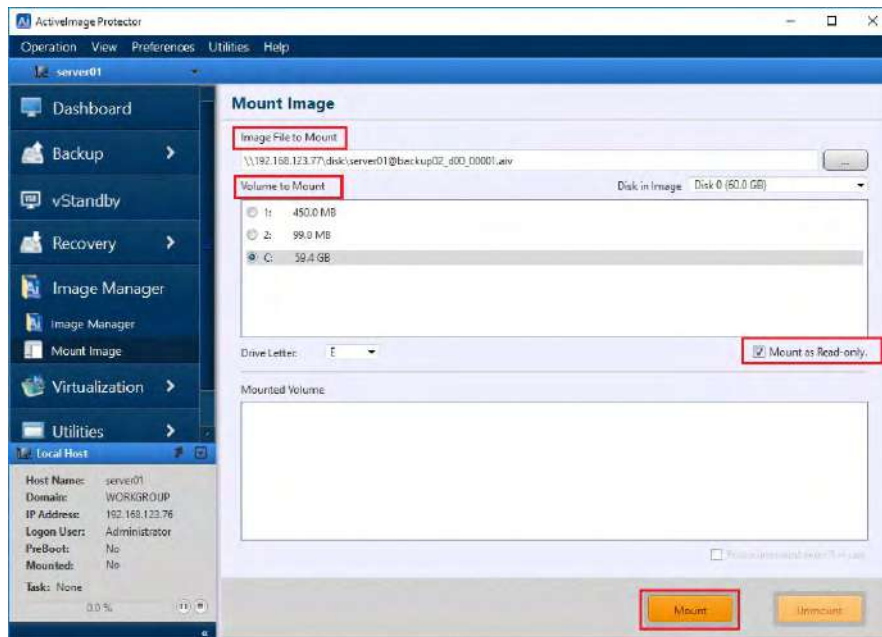 ActiveImage Protector
Operation View Preferences Utilities Help
server01
Dashboard
Backup
vStandby
Recovery
Image Manager
Image Manager
Mount Image
Virtualization
Utilities
Local Host
Host Name: server01
Domain: WORKGROUP
IP Address: 192.168.123.76
Logon User: Administrator
PreBoot: No
Mounted: No
Task: None
0.0 %
Mount Image
Image File to Mount
\\192.168.123.77\disk\server01@backup02_d00_00001.aiv
...
Volume to Mount
Disk in Image Disk 0 (60.0 GB)
1: 450.0 MB
2: 99.0 MB
C: 59.4 GB
Drive Letter: E
Mount as Read-only.
Mounted Volume
Mount
Unmount